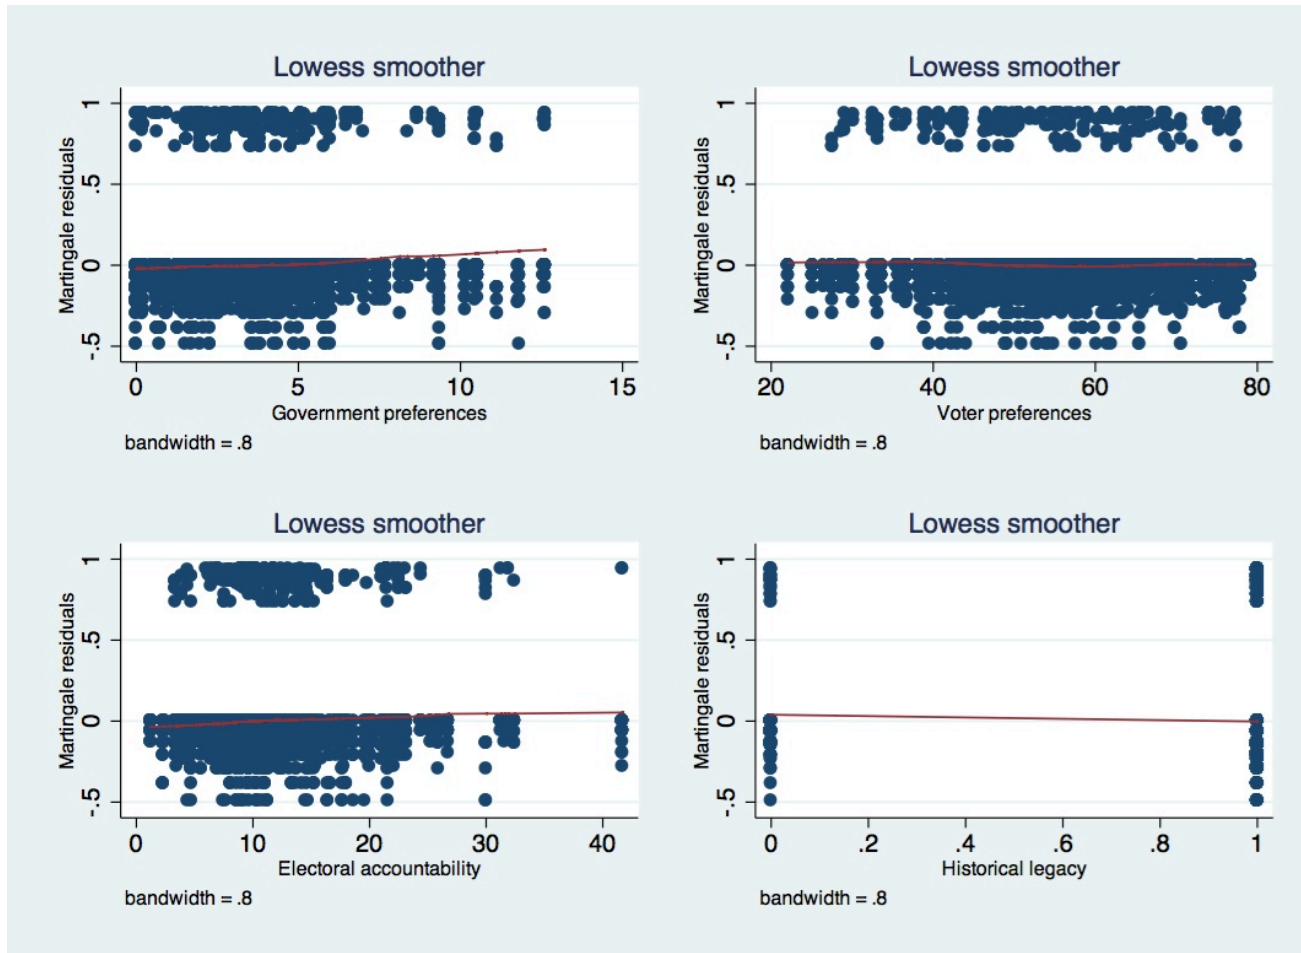 Lowess smoother
Martingale residuals
1
.5
0
-.5
0 5 10 15
Government preferences
bandwidth = .8
Lowess smoother
Martingale residuals
1
.5
0
-.5
20 40 60 80
Voter preferences
bandwidth = .8
Lowess smoother
Martingale residuals
1
.5
0
-.5
0 10 20 30 40
Electoral accountability
bandwidth = .8
Lowess smoother
Martingale residuals
1
.5
0
-.5
0 .2 .4 .6 .8 1
Historical legacy
bandwidth = .8